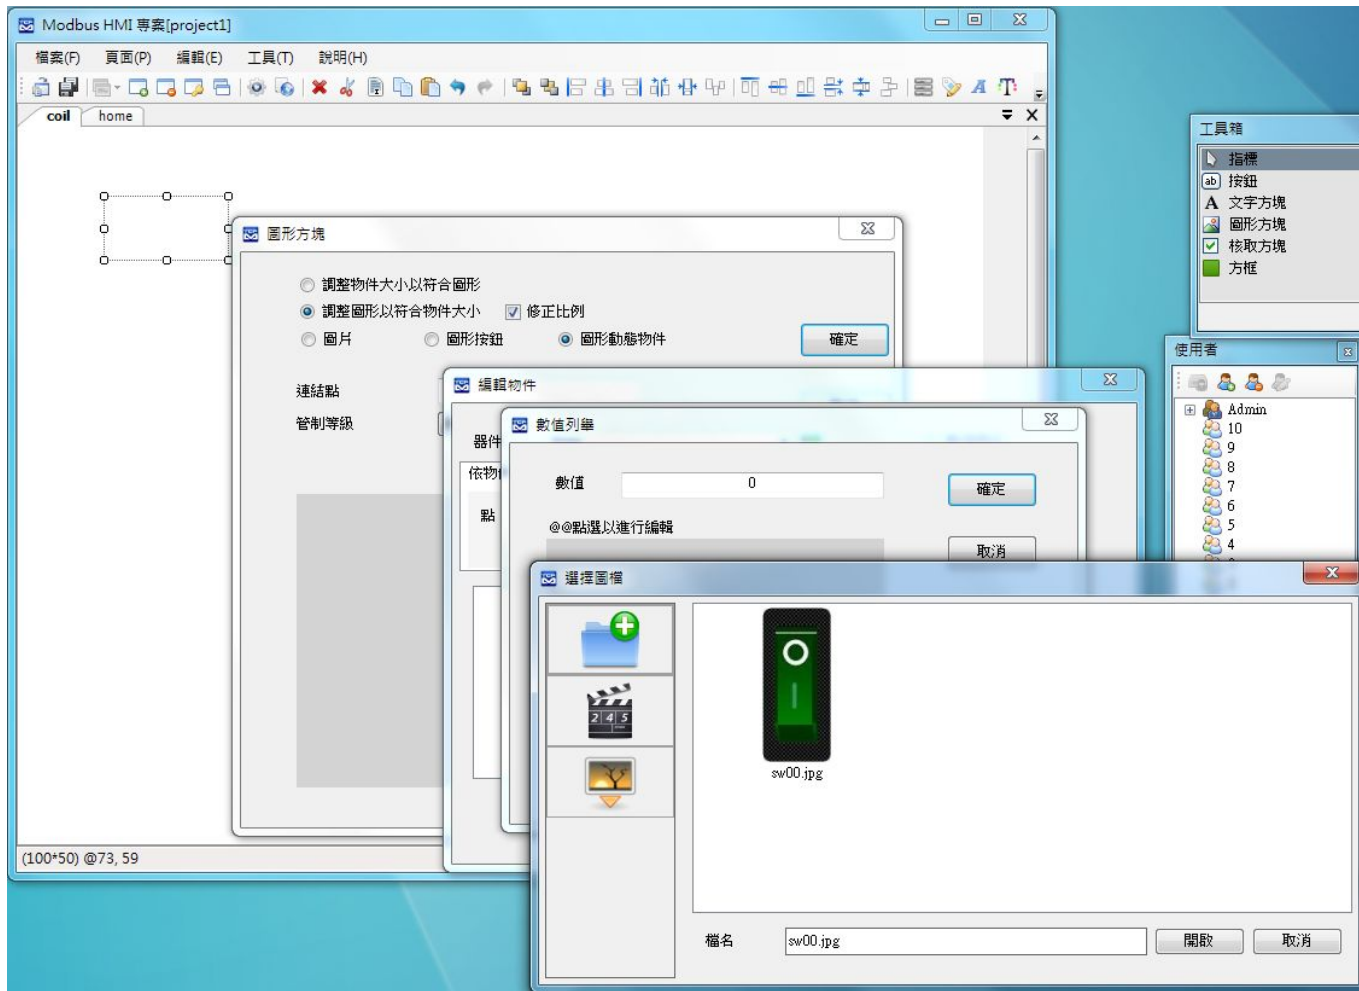 Modbus HMI 專案[project1]
檔案(F) 頁面(P) 編輯(E) 工具(T) 說明(H)
coil home
工具箱
指標
ab 按鈕
A 文字方塊
圖形方塊
核取方塊
方框
圖形方塊
調整物件大小以符合圖形
調整圖形以符合物件大小 修正比例
圖片 圖形按鈕 圖形動態物件 確定
連結點
管制等級
使用者
Admin
10
9
8
7
6
5
4
編輯物件
器件
依物
點
數值列舉
數值 0 確定
@@點選以進行編輯
取消
選擇圖檔
2 4 5
sw00.jpg
檔名 sw00.jpg 開啟 取消
(100*50) @73, 59